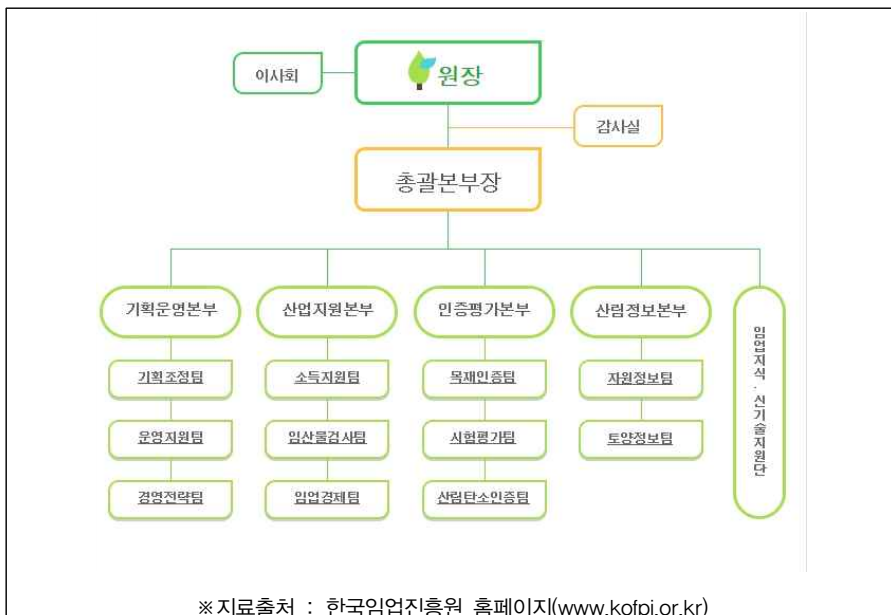 이사회
원장
감사실
총괄본부장
기획운영본부
산업지원본부
인증평가본부
산림정보본부
임업지식·신기술지원단
기획조정팀
소득지원팀
목재인증팀
자원정보팀
운영지원팀
임산물검사팀
시험평가팀
토양정보팀
경영전략팀
임업경제팀
산림탄소인증팀
※자료출처 : 한국임업진흥원 홈페이지(www.kofpi.or.kr)